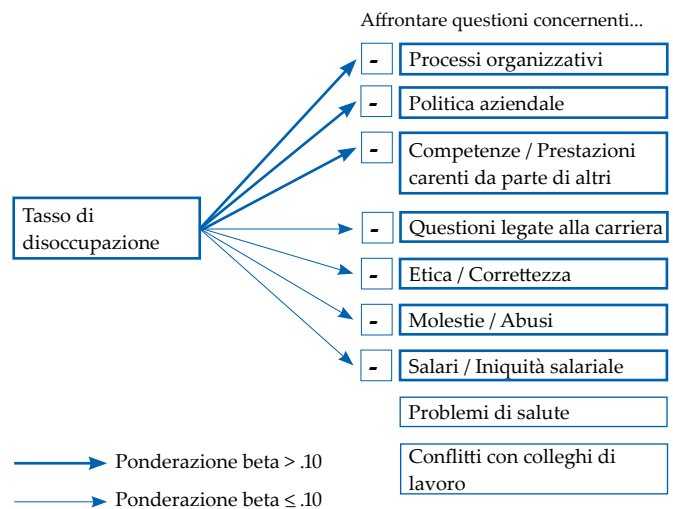 Affrontare questioni concernenti...
- Processi organizzativi
- Politica aziendale
- Competenze / Prestazioni
carenti da parte di altri
Tasso di
disoccupazione
- Questioni legate alla carriera
- Etica / Correttezza
- Molestie / Abusi
- Salari / Iniquità salariale
Problemi di salute
Conflitti con colleghi di
lavoro
Ponderazione beta > .10
Ponderazione beta ≤ .10